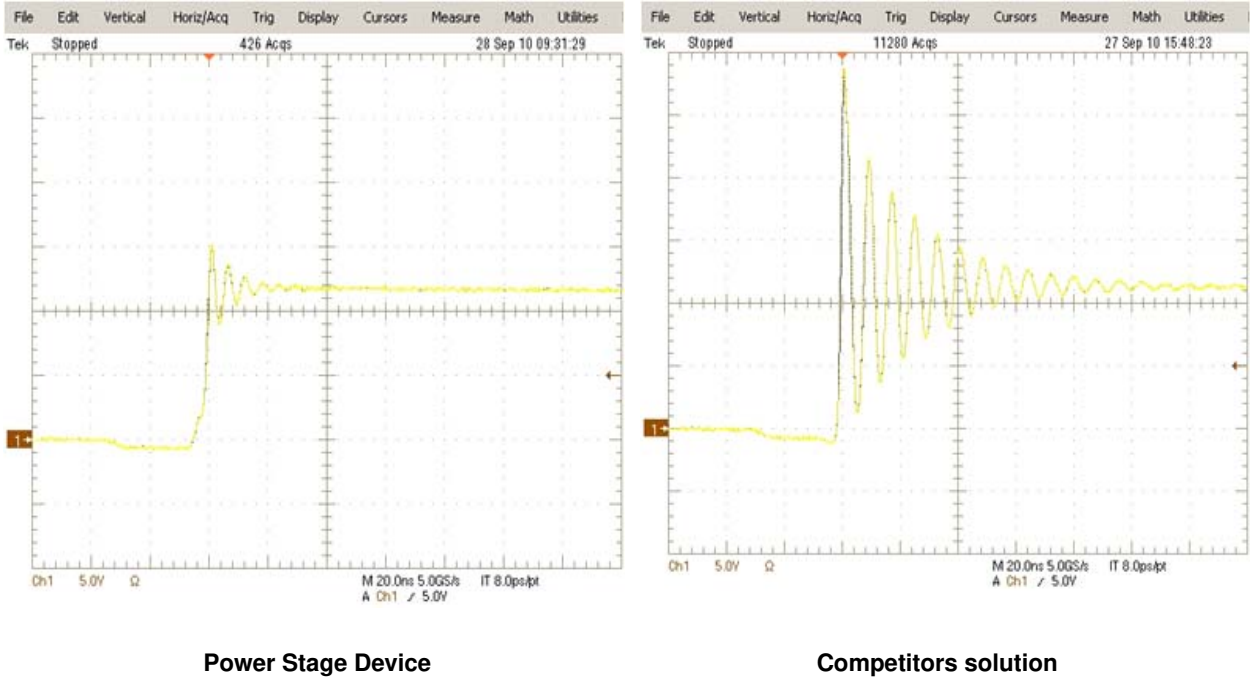 File Edit Vertical Horiz/Acq Trig Display Cursors Measure Math Utilities
Tek Stopped 426 Acqs 28 Sep 10 09:31:29
1
Ch1 5.0V Ω M 20.0ns 5.0GS/s IT 8.0ps/pt
A Ch1 / 5.0V
Power Stage Device
File Edit Vertical Horiz/Acq Trig Display Cursors Measure Math Utilities
Tek Stopped 11280 Acqs 27 Sep 10 15:48:23
1
Ch1 5.0V Ω M 20.0ns 5.0GS/s IT 8.0ps/pt
A Ch1 / 5.0V
Competitors solution